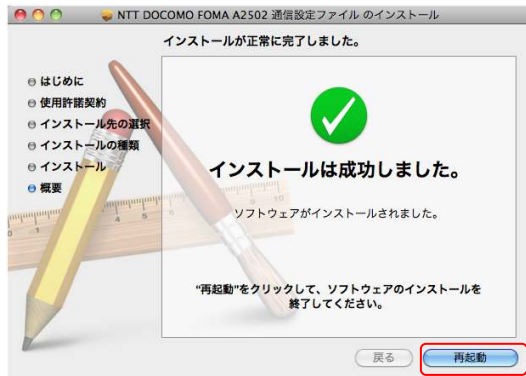 NTT DOCOMO FOMA A2502 通信設定ファイル のインストール
インストールが正常に完了しました。
はじめに
使用許諾契約
インストール先の選択
インストールの種類
インストール
概要
インストールは成功しました。
ソフトウェアがインストールされました。
"再起動"をクリックして、ソフトウェアのインストールを
終了してください。
戻る
再起動